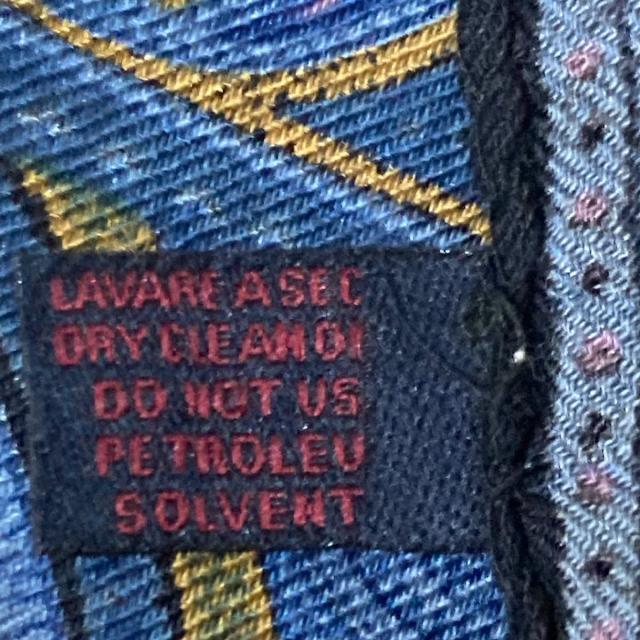 LAVARE A SEC
DRY CLEAN O
DO NOT US
PETROLEU
SOLVENT